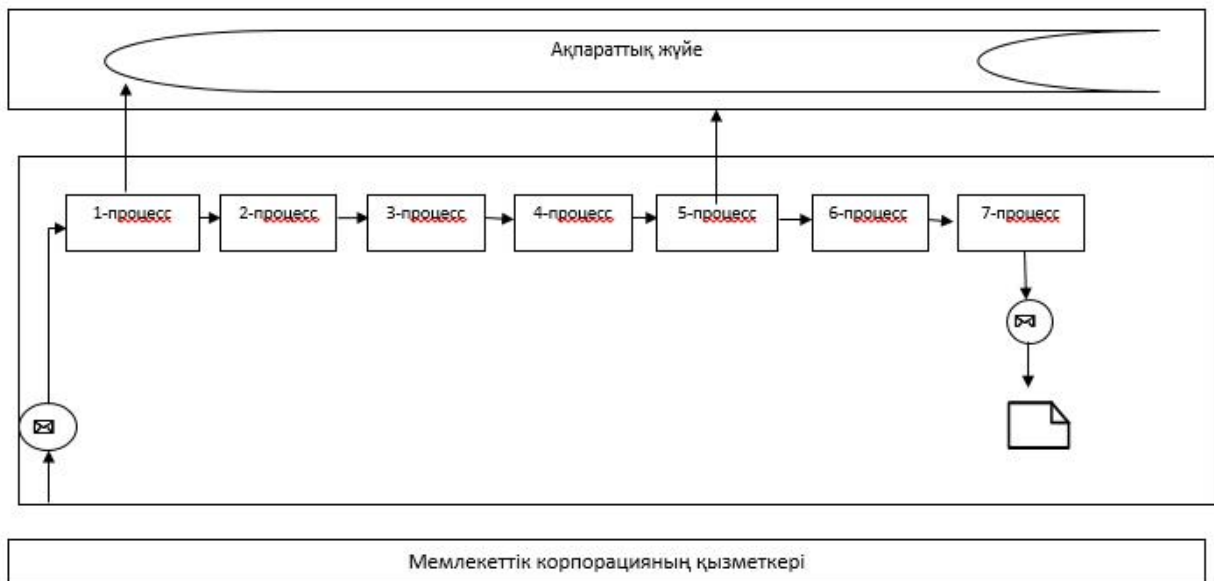 Ақпараттық жүйе
1-процесс
2-процесс
3-процесс
4-процесс
5-процесс
6-процесс
7-процесс
Мемлекеттік корпорацияның қызметкері